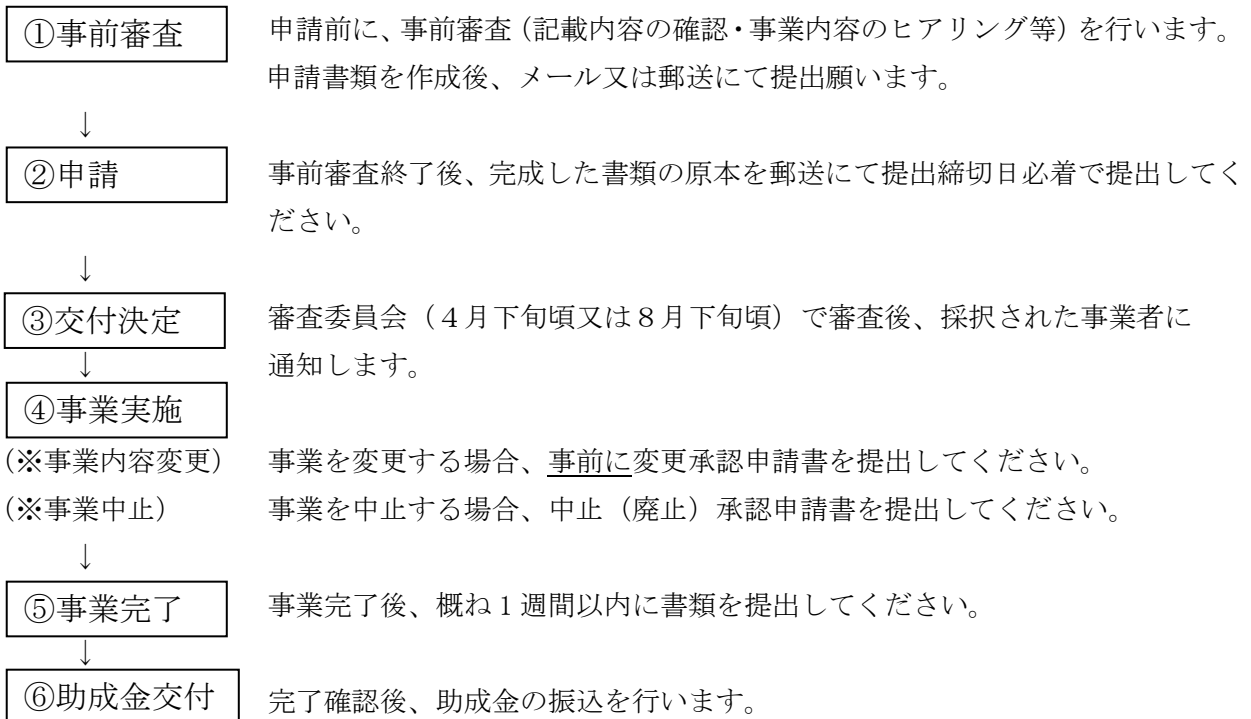 ①事前審査 申請前に、事前審査（記載内容の確認・事業内容のヒアリング等）を行います。
申請書類を作成後、メール又は郵送にて提出願います。
↓
②申請 事前審査終了後、完成した書類の原本を郵送にて提出締切日必着で提出してく
ださい。
↓
③交付決定 審査委員会（４月下旬頃又は８月下旬頃）で審査後、採択された事業者に
↓ 通知します。
④事業実施
(※事業内容変更) 事業を変更する場合、事前に変更承認申請書を提出してください。
(※事業中止) 事業を中止する場合、中止（廃止）承認申請書を提出してください。
↓
⑤事業完了 事業完了後、概ね１週間以内に書類を提出してください。
↓
⑥助成金交付 完了確認後、助成金の振込を行います。